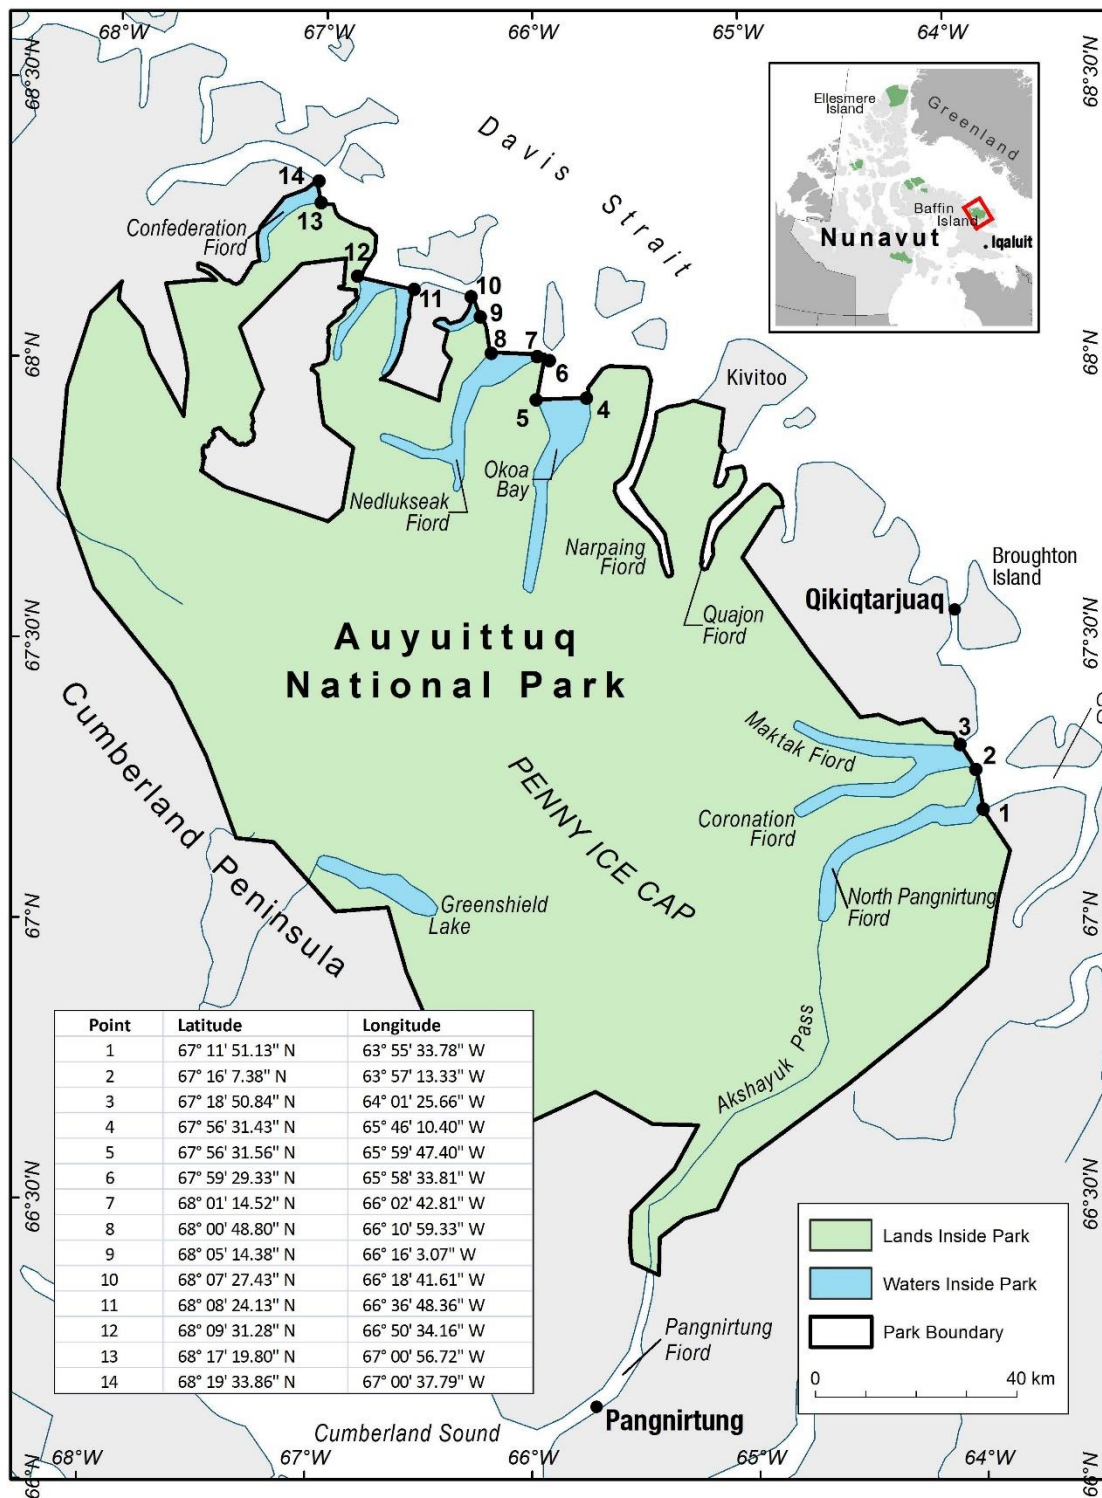 68°W 67°W 66°W 65°W 64°W
68°30'N
68°30'N
Ellesmere
Island
Greenland
Baffin
Island
Nunavut
Iqaluit
Davis Strait
14
13
Confederation
Fiord
12
11
10
9
8
7
6
5
4
68°N
68°N
Kivitoo
Nedlukseak
Fiord
Okoa
Bay
Narpaing
Fiord
Quajon
Fiord
Broughton
Island
Qikiqtarjuaq
67°30'N
67°30'N
Auyuittuq
National Park
Cumberland Peninsula
PENNY ICE CAP
Maktak Fiord
3
2
1
Coronation
Fiord
North Pangnirtung
Fiord
67°N
67°N
Greenshield
Lake
Akshayuk Pass
Point Latitude Longitude
1 67° 11' 51.13" N 63° 55' 33.78" W
2 67° 16' 7.38" N 63° 57' 13.33" W
3 67° 18' 50.84" N 64° 01' 25.66" W
4 67° 56' 31.43" N 65° 46' 10.40" W
5 67° 56' 31.56" N 65° 59' 47.40" W
6 67° 59' 29.33" N 65° 58' 33.81" W
7 68° 01' 14.52" N 66° 02' 42.81" W
8 68° 00' 48.80" N 66° 10' 59.33" W
9 68° 05' 14.38" N 66° 16' 3.07" W
10 68° 07' 27.43" N 66° 18' 41.61" W
11 68° 08' 24.13" N 66° 36' 48.36" W
12 68° 09' 31.28" N 66° 50' 34.16" W
13 68° 17' 19.80" N 67° 00' 56.72" W
14 68° 19' 33.86" N 67° 00' 37.79" W
66°30'N
66°30'N
Lands Inside Park
Waters Inside Park
Park Boundary
0 40 km
Pangnirtung
Fiord
Pangnirtung
Cumberland Sound
66°N
66°N
68°W 67°W 66°W 65°W 64°W